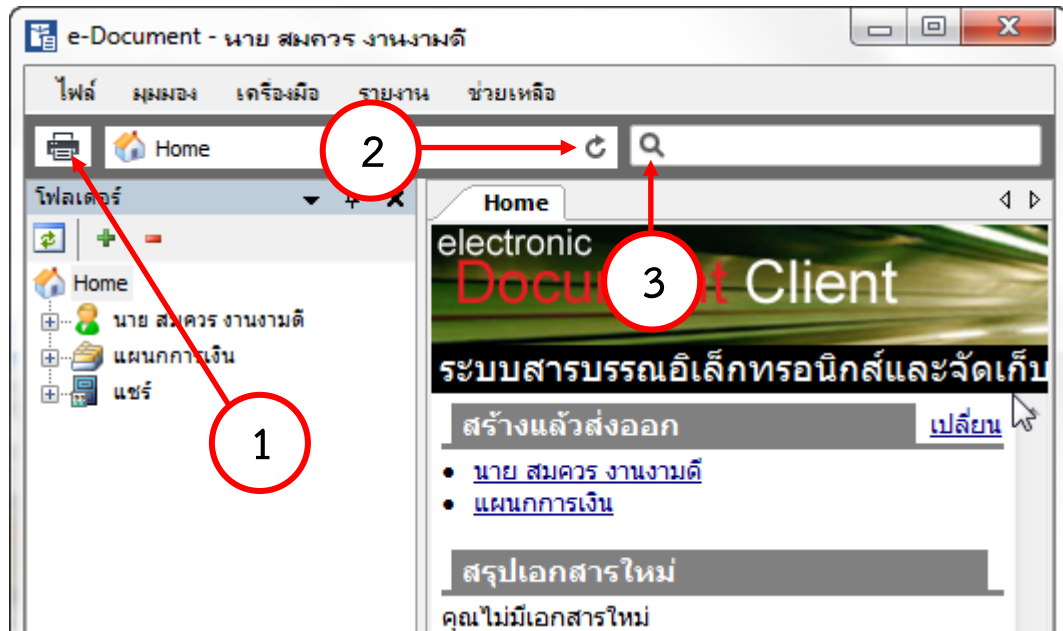 e-Document - นาย สมควร งานงามดี
ไฟล์ มุมมอง เครื่องมือ รายงาน ช่วยเหลือ
Home
2
โฟลเดอร์
Home
electronic
Document Client
3
Home
นาย สมควร งานงามดี
แผนกการเงิน
แชร์
1
ระบบสารบรรณอิเล็กทรอนิกส์และจัดเก็บ
สร้างแล้วส่งออก เปลี่ยน
นาย สมควร งานงามดี
แผนกการเงิน
สรุปเอกสารใหม่
คุณไม่มีเอกสารใหม่